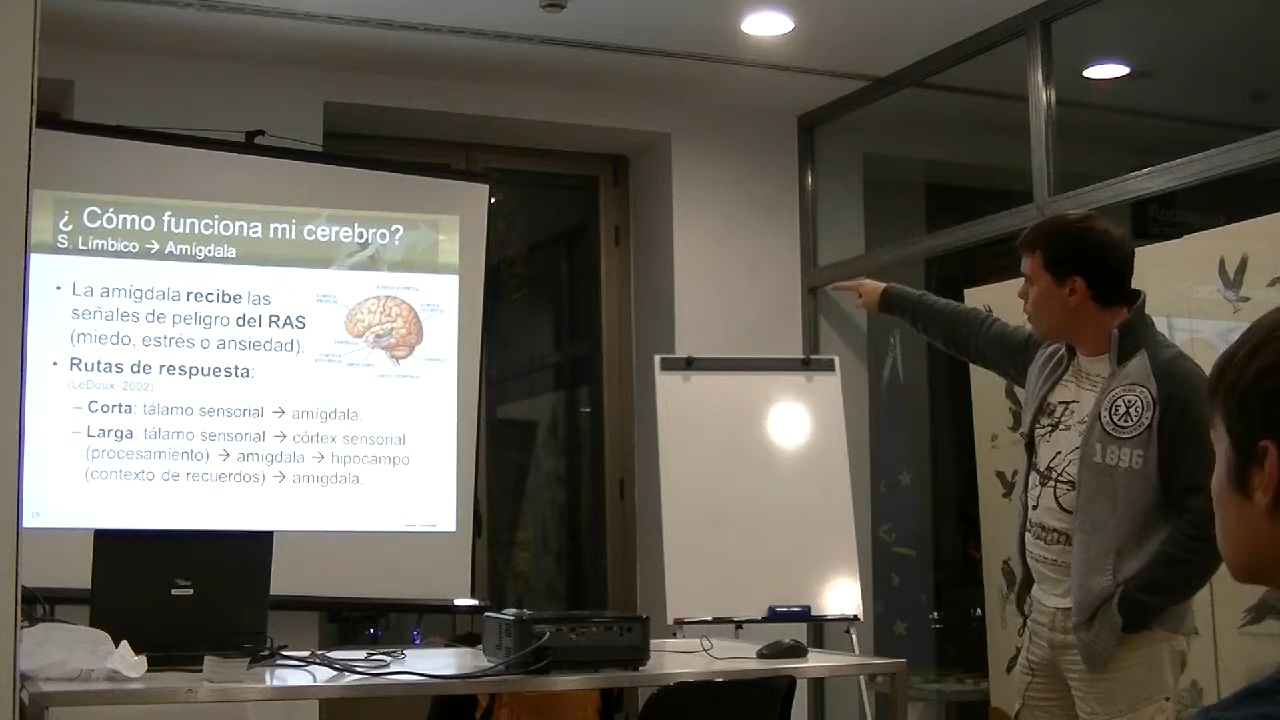 ¿ Cómo funciona mi cerebro?
S. Límbico → Amígdala
• La amígdala recibe las
señales de peligro del RAS
(miedo, estrés o ansiedad).
• Rutas de respuesta:
(LeDoux, 2002)
– Corta: tálamo sensorial → amígdala.
– Larga: tálamo sensorial → córtex sensorial
(procesamiento) → amígdala → hipocampo
(contexto de recuerdos) → amígdala.
1896